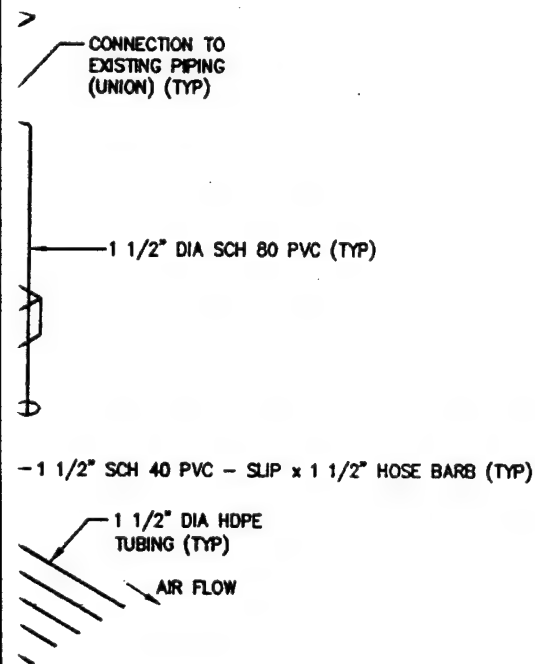 CONNECTION TO
EXISTING PIPING
(UNION) (TYP)
1 1/2" DIA SCH 80 PVC (TYP)
1 1/2" SCH 40 PVC – SLIP x 1 1/2" HOSE BARB (TYP)
1 1/2" DIA HDPE
TUBING (TYP)
AIR FLOW